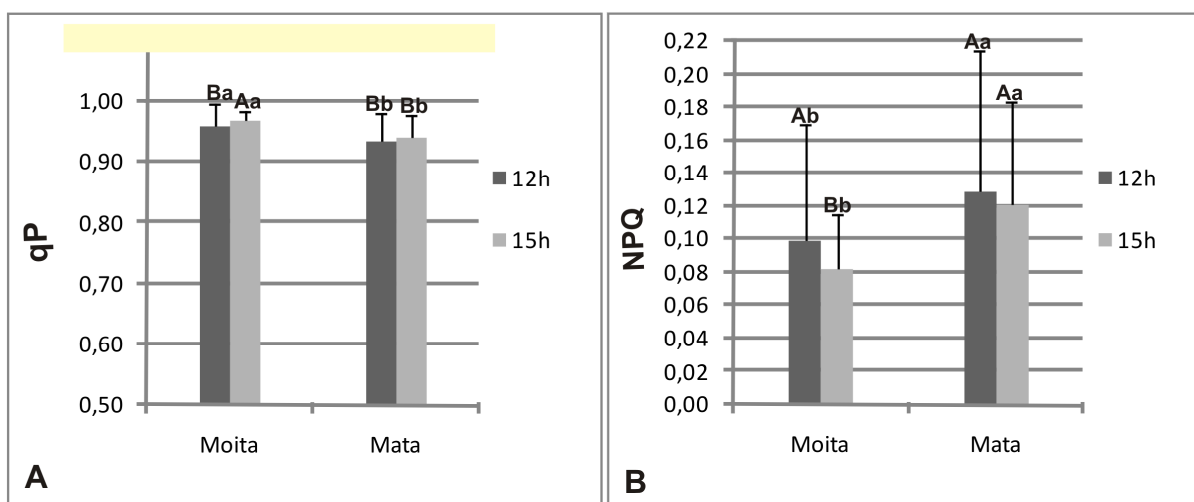 1,00
0,90
0,80
0,70
0,60
0,50
qP
Ba
Aa
Bb
Bb
12h
15h
Moita
Mata
A
0,22
0,20
0,18
0,16
0,14
0,12
0,10
0,08
0,06
0,04
0,02
0,00
NPQ
Ab
Bb
Aa
Aa
12h
15h
Moita
Mata
B